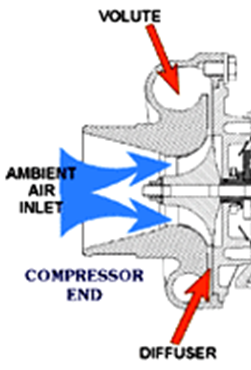 VOLUTE
AMBIENT
AIR
INLET
COMPRESSOR
END
DIFFUSER